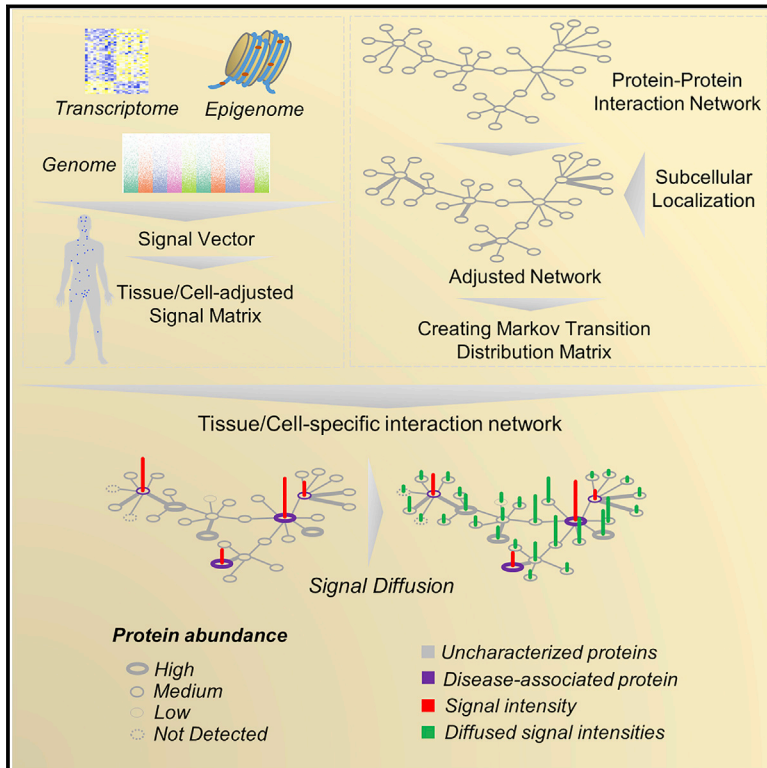 Transcriptome
Epigenome
Genome
Signal Vector
Tissue/Cell-adjusted
Signal Matrix
Protein-Protein
Interaction Network
Subcellular
Localization
Adjusted Network
Creating Markov Transition
Distribution Matrix
Tissue/Cell-specific interaction network
Signal Diffusion
Protein abundance
High
Medium
Low
Not Detected
Uncharacterized proteins
Disease-associated protein
Signal intensity
Diffused signal intensities